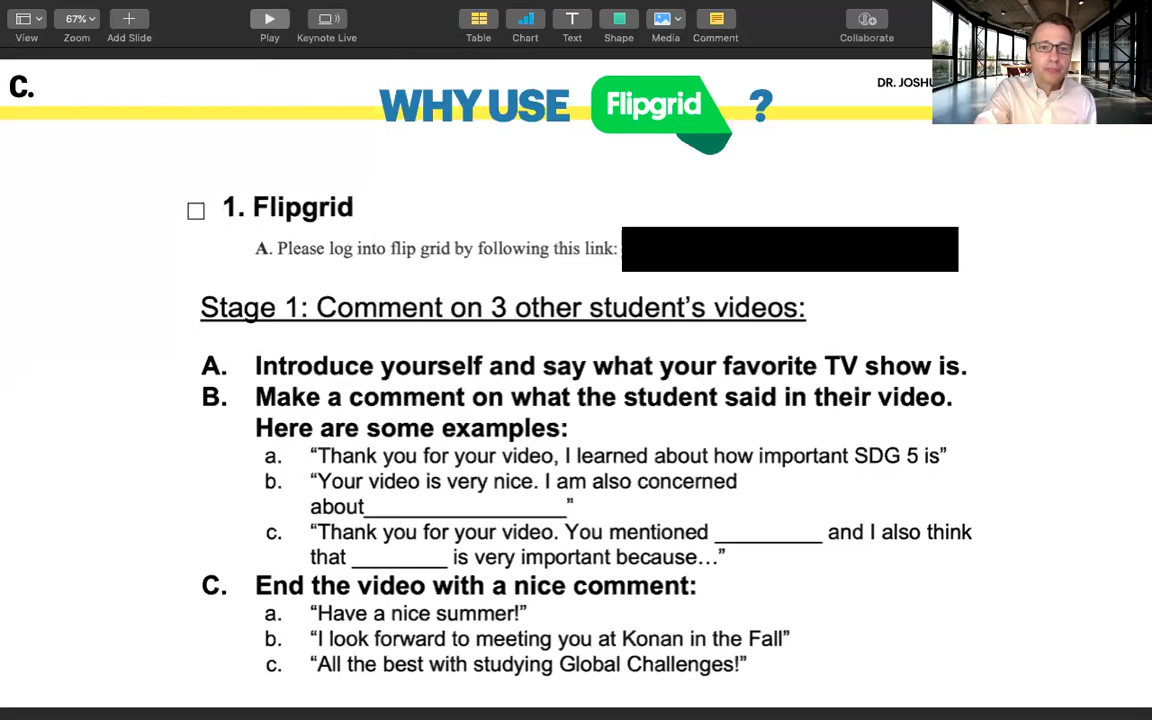 View
67%
Zoom
Add Slide
Play
Keynote Live
Table
Chart
Text
Shape
Media
Comment
Collaborate
C.
WHY USE Flipgrid ?
DR. JOSHU
1. Flipgrid
A. Please log into flip grid by following this link:
Stage 1: Comment on 3 other student’s videos:
A. Introduce yourself and say what your favorite TV show is.
B. Make a comment on what the student said in their video.
Here are some examples:
a. “Thank you for your video, I learned about how important SDG 5 is”
b. “Your video is very nice. I am also concerned
about___________________”
c. “Thank you for your video. You mentioned __________ and I also think
that _________ is very important because…”
C. End the video with a nice comment:
a. “Have a nice summer!”
b. “I look forward to meeting you at Konan in the Fall”
c. “All the best with studying Global Challenges!”